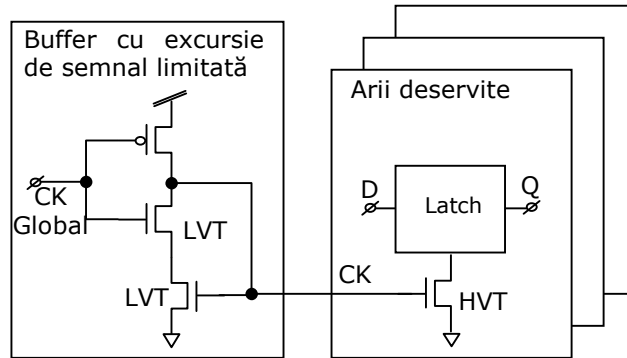 Buffer cu excursie
de semnal limitată
Arii deservite
CK
Global
LVT
LVT
D
Latch
Q
CK
HVT